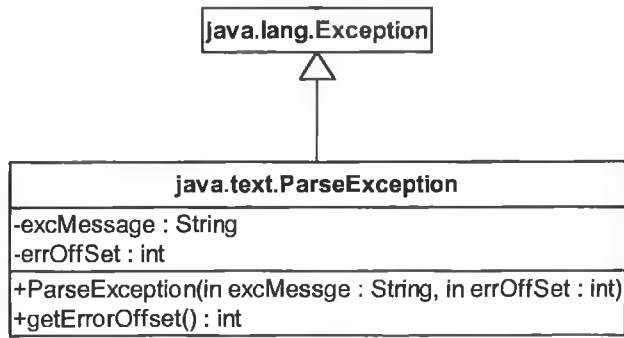 java.lang.Exception
java.text.ParseException
-excMessage : String
-errOffSet : int
+ParseException(in excMessge : String, in errOffSet : int)
+getErrorOffset() : int